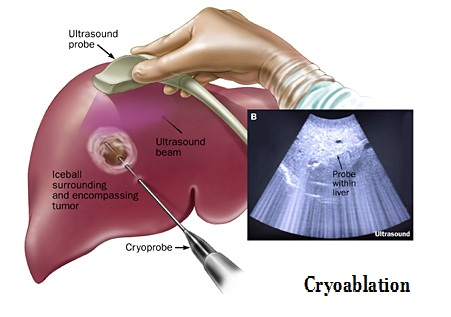 Ultrasound
probe
B
Ultrasound
beam
Iceball
surrounding
and encompassing
tumor
Probe
within
liver
Ultrasound
Cryoprobe
Cryoablation